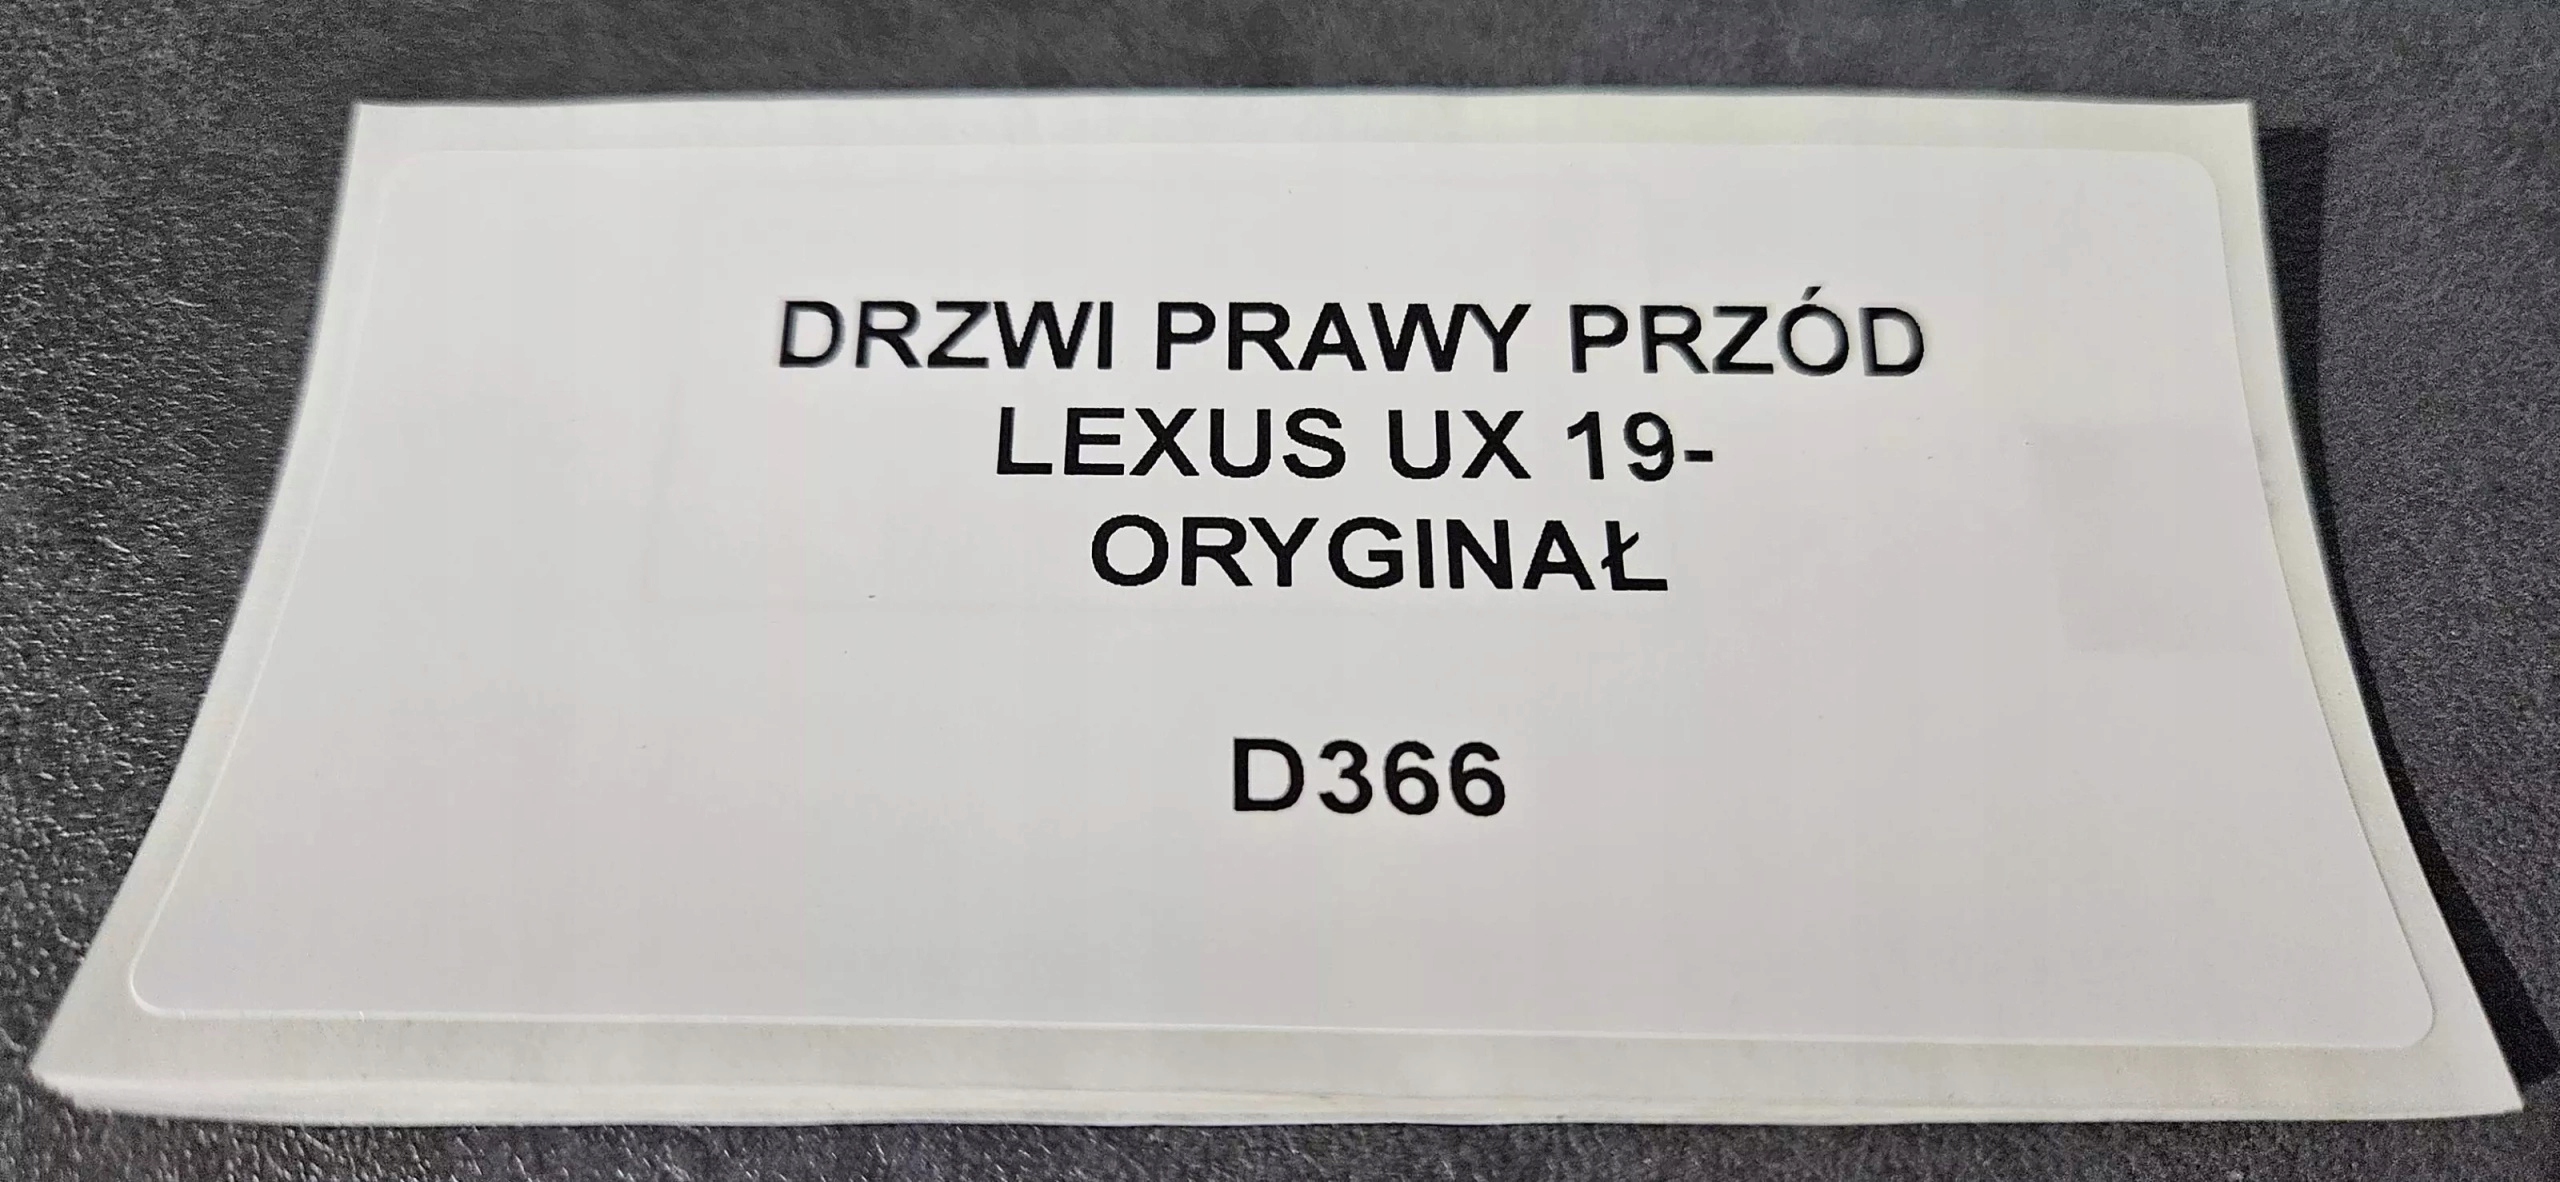 DRZWI PRAWY PRZÓD
LEXUS UX 19-
ORYGINAŁ
D366